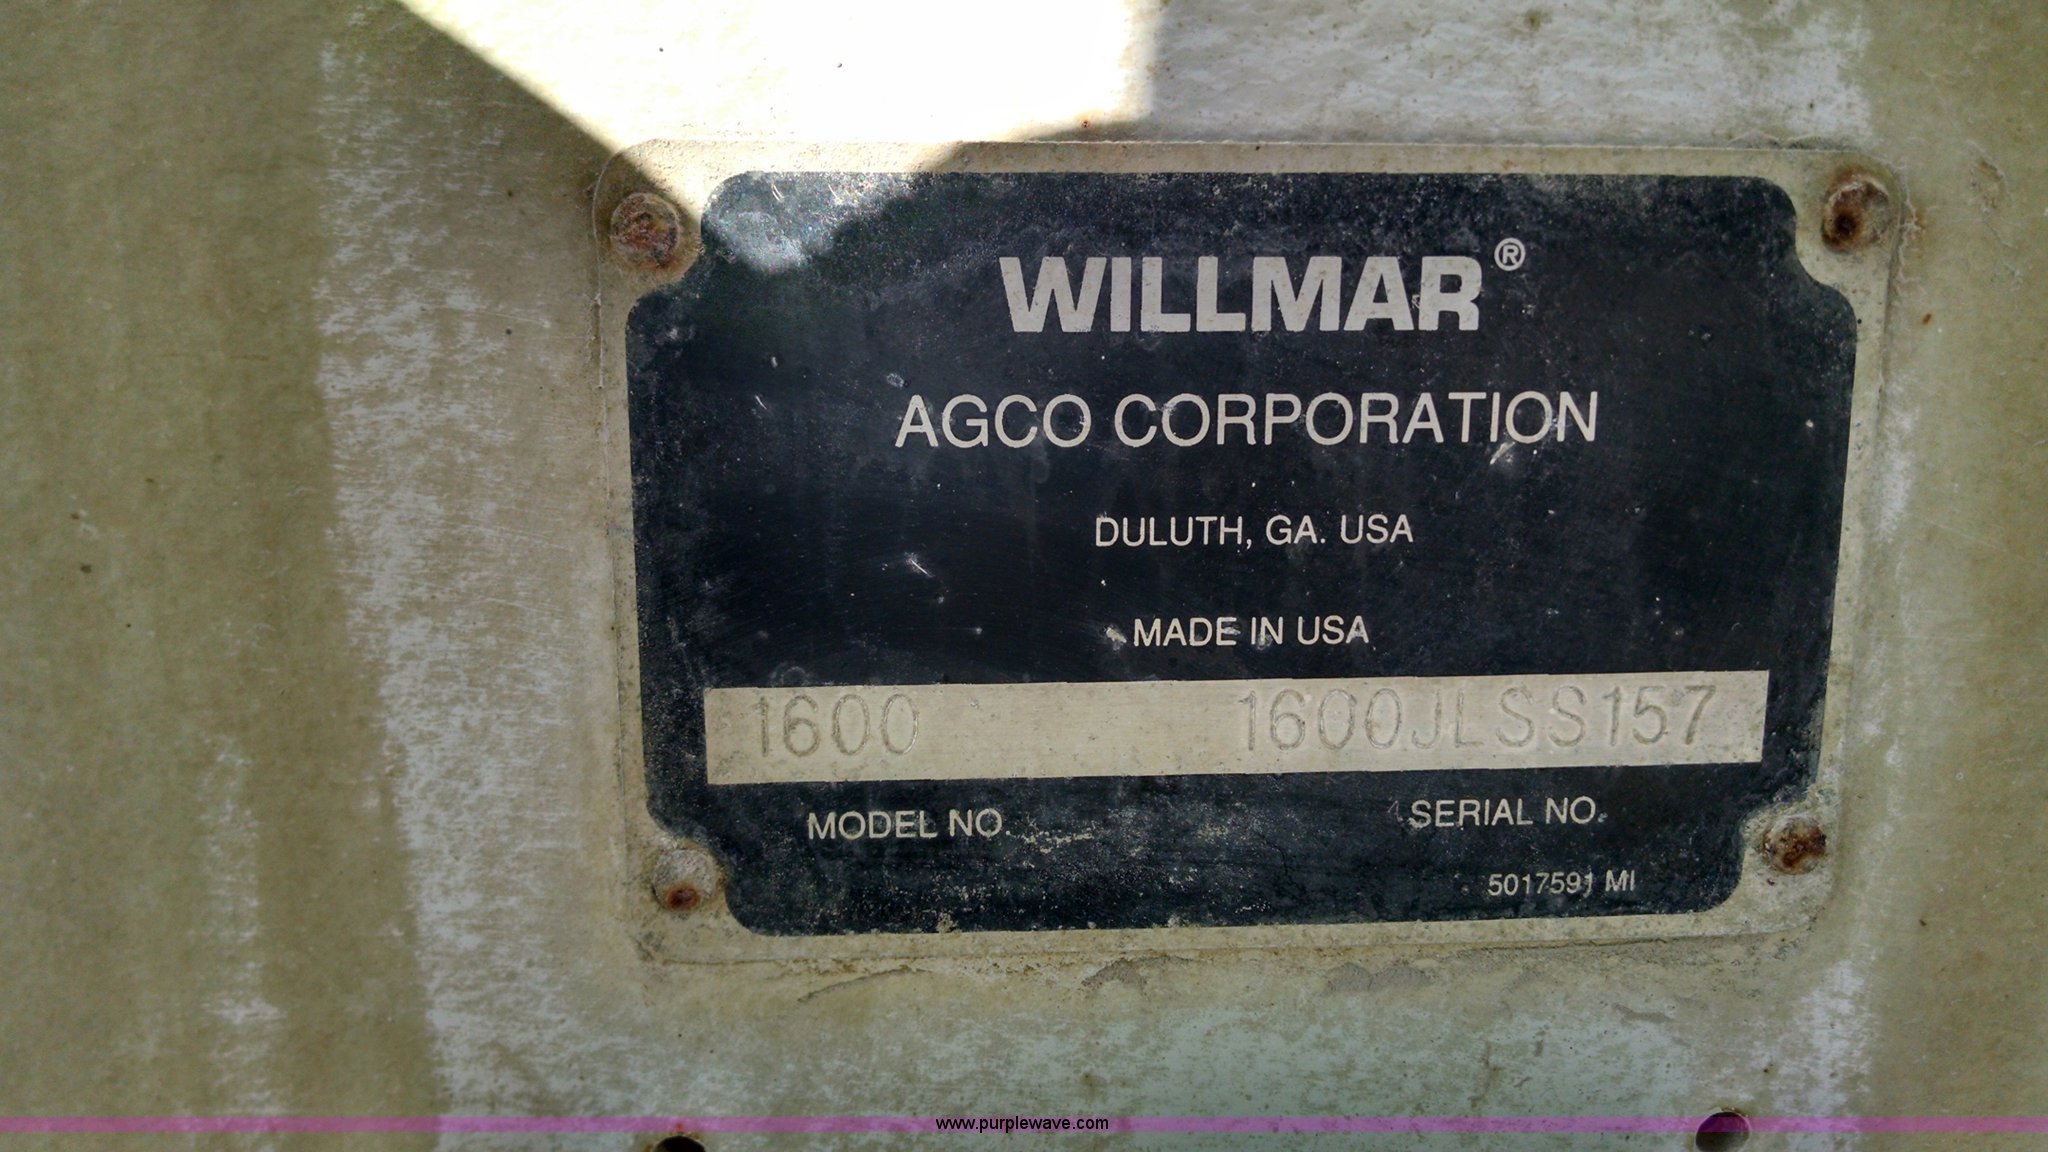 WILLMAR®
AGCO CORPORATION
DULUTH, GA. USA
MADE IN USA
1600 1600JLSS157
MODEL NO. SERIAL NO.
5017591 MI
www.purplewave.com